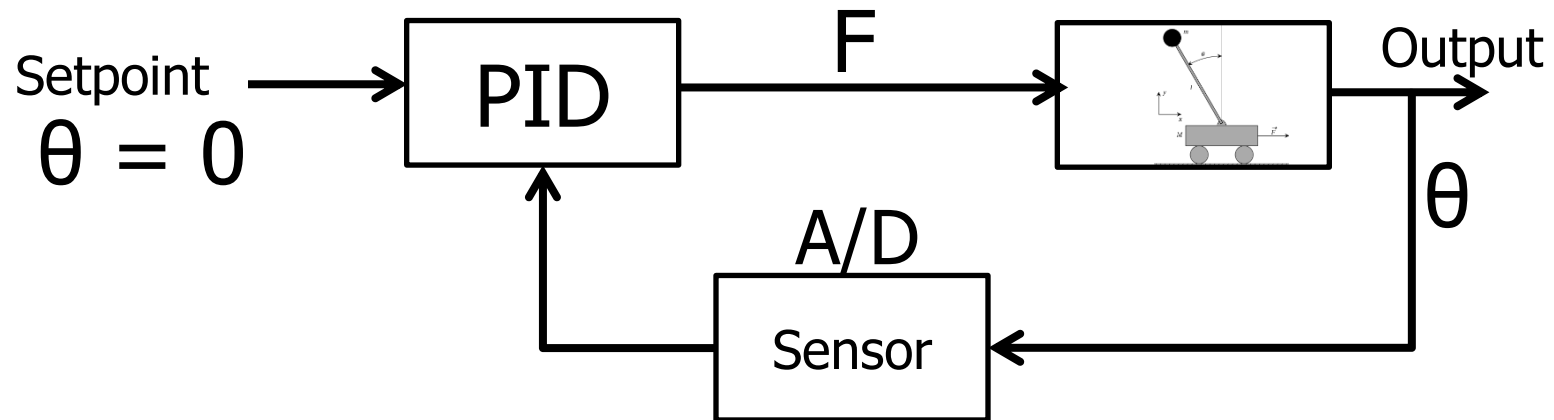 Setpoint
θ = 0
PID
F
m
θ
l
y
x
M
F
Output
θ
A/D
Sensor